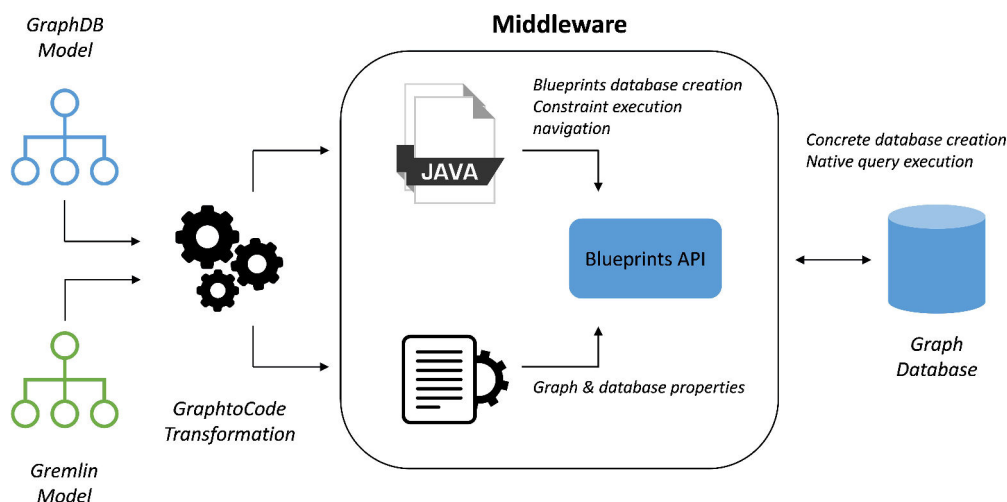 GraphDB
Model
Middleware
Blueprints database creation
Constraint execution
navigation
JAVA
Concrete database creation
Native query execution
Blueprints API
Graph
Database
Graph & database properties
GraphtoCode
Transformation
Gremlin
Model